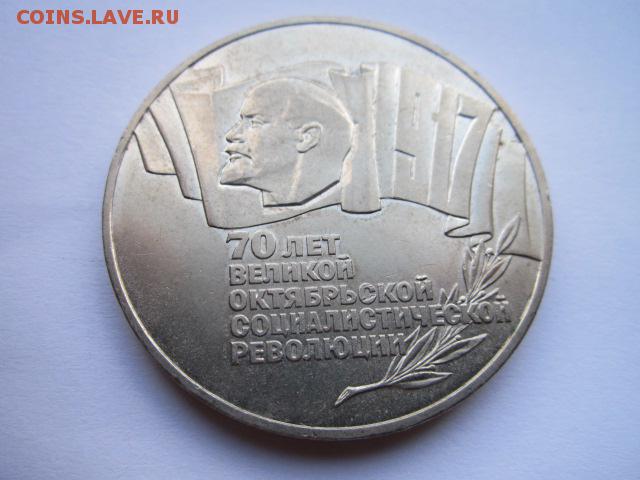 COINS.LAVE.RU
1917
70 ЛЕТ
ВЕЛИКОЙ
ОКТЯБРЬСКОЙ
СОЦИАЛИСТИЧЕСКОЙ
РЕВОЛЮЦИИ